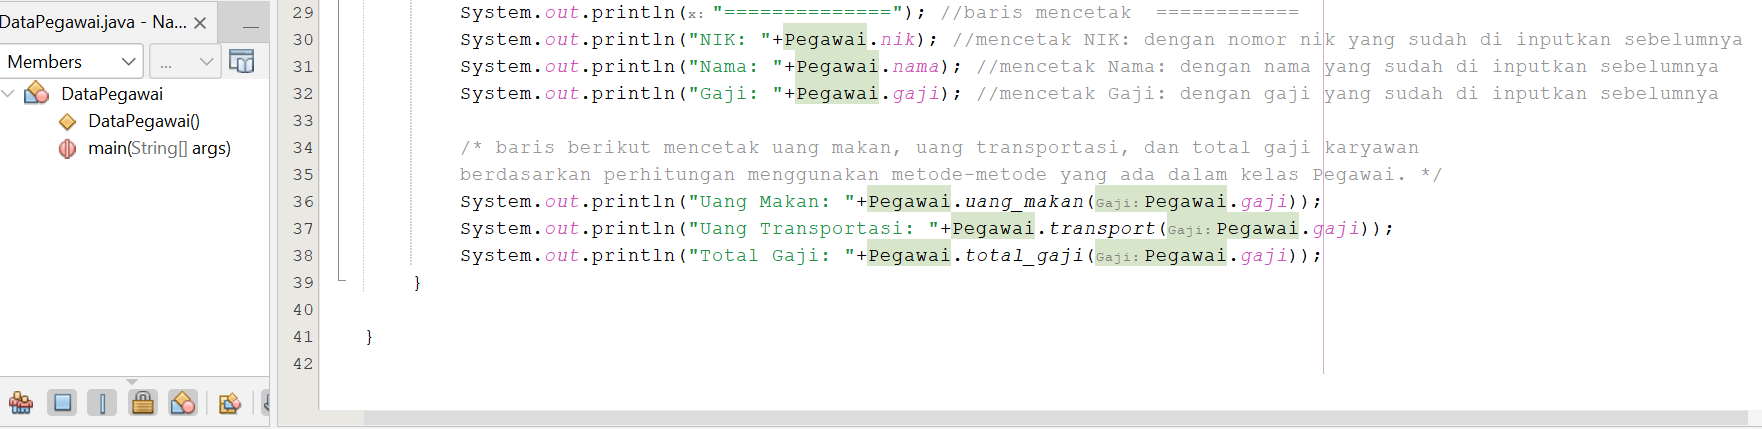 DataPegawai.java - Na...
Members
...
DataPegawai
DataPegawai()
main(String[] args)
29 System.out.println(x: "=============="); //baris mencetak ============
30 System.out.println("NIK: "+Pegawai.nik); //mencetak NIK: dengan nomor nik yang sudah di inputkan sebelumnya
31 System.out.println("Nama: "+Pegawai.nama); //mencetak Nama: dengan nama yang sudah di inputkan sebelumnya
32 System.out.println("Gaji: "+Pegawai.gaji); //mencetak Gaji: dengan gaji yang sudah di inputkan sebelumnya
33
34 /* baris berikut mencetak uang makan, uang transportasi, dan total gaji karyawan
35 berdasarkan perhitungan menggunakan metode-metode yang ada dalam kelas Pegawai. */
36 System.out.println("Uang Makan: "+Pegawai.uang_makan(Gaji: Pegawai.gaji));
37 System.out.println("Uang Transportasi: "+Pegawai.transport(Gaji: Pegawai.gaji));
38 System.out.println("Total Gaji: "+Pegawai.total_gaji(Gaji: Pegawai.gaji));
39 }
40
41 }
42